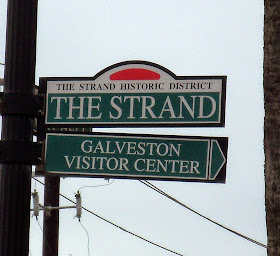 THE STRAND HISTORIC DISTRICT
THE STRAND
GALVESTON
VISITOR CENTER